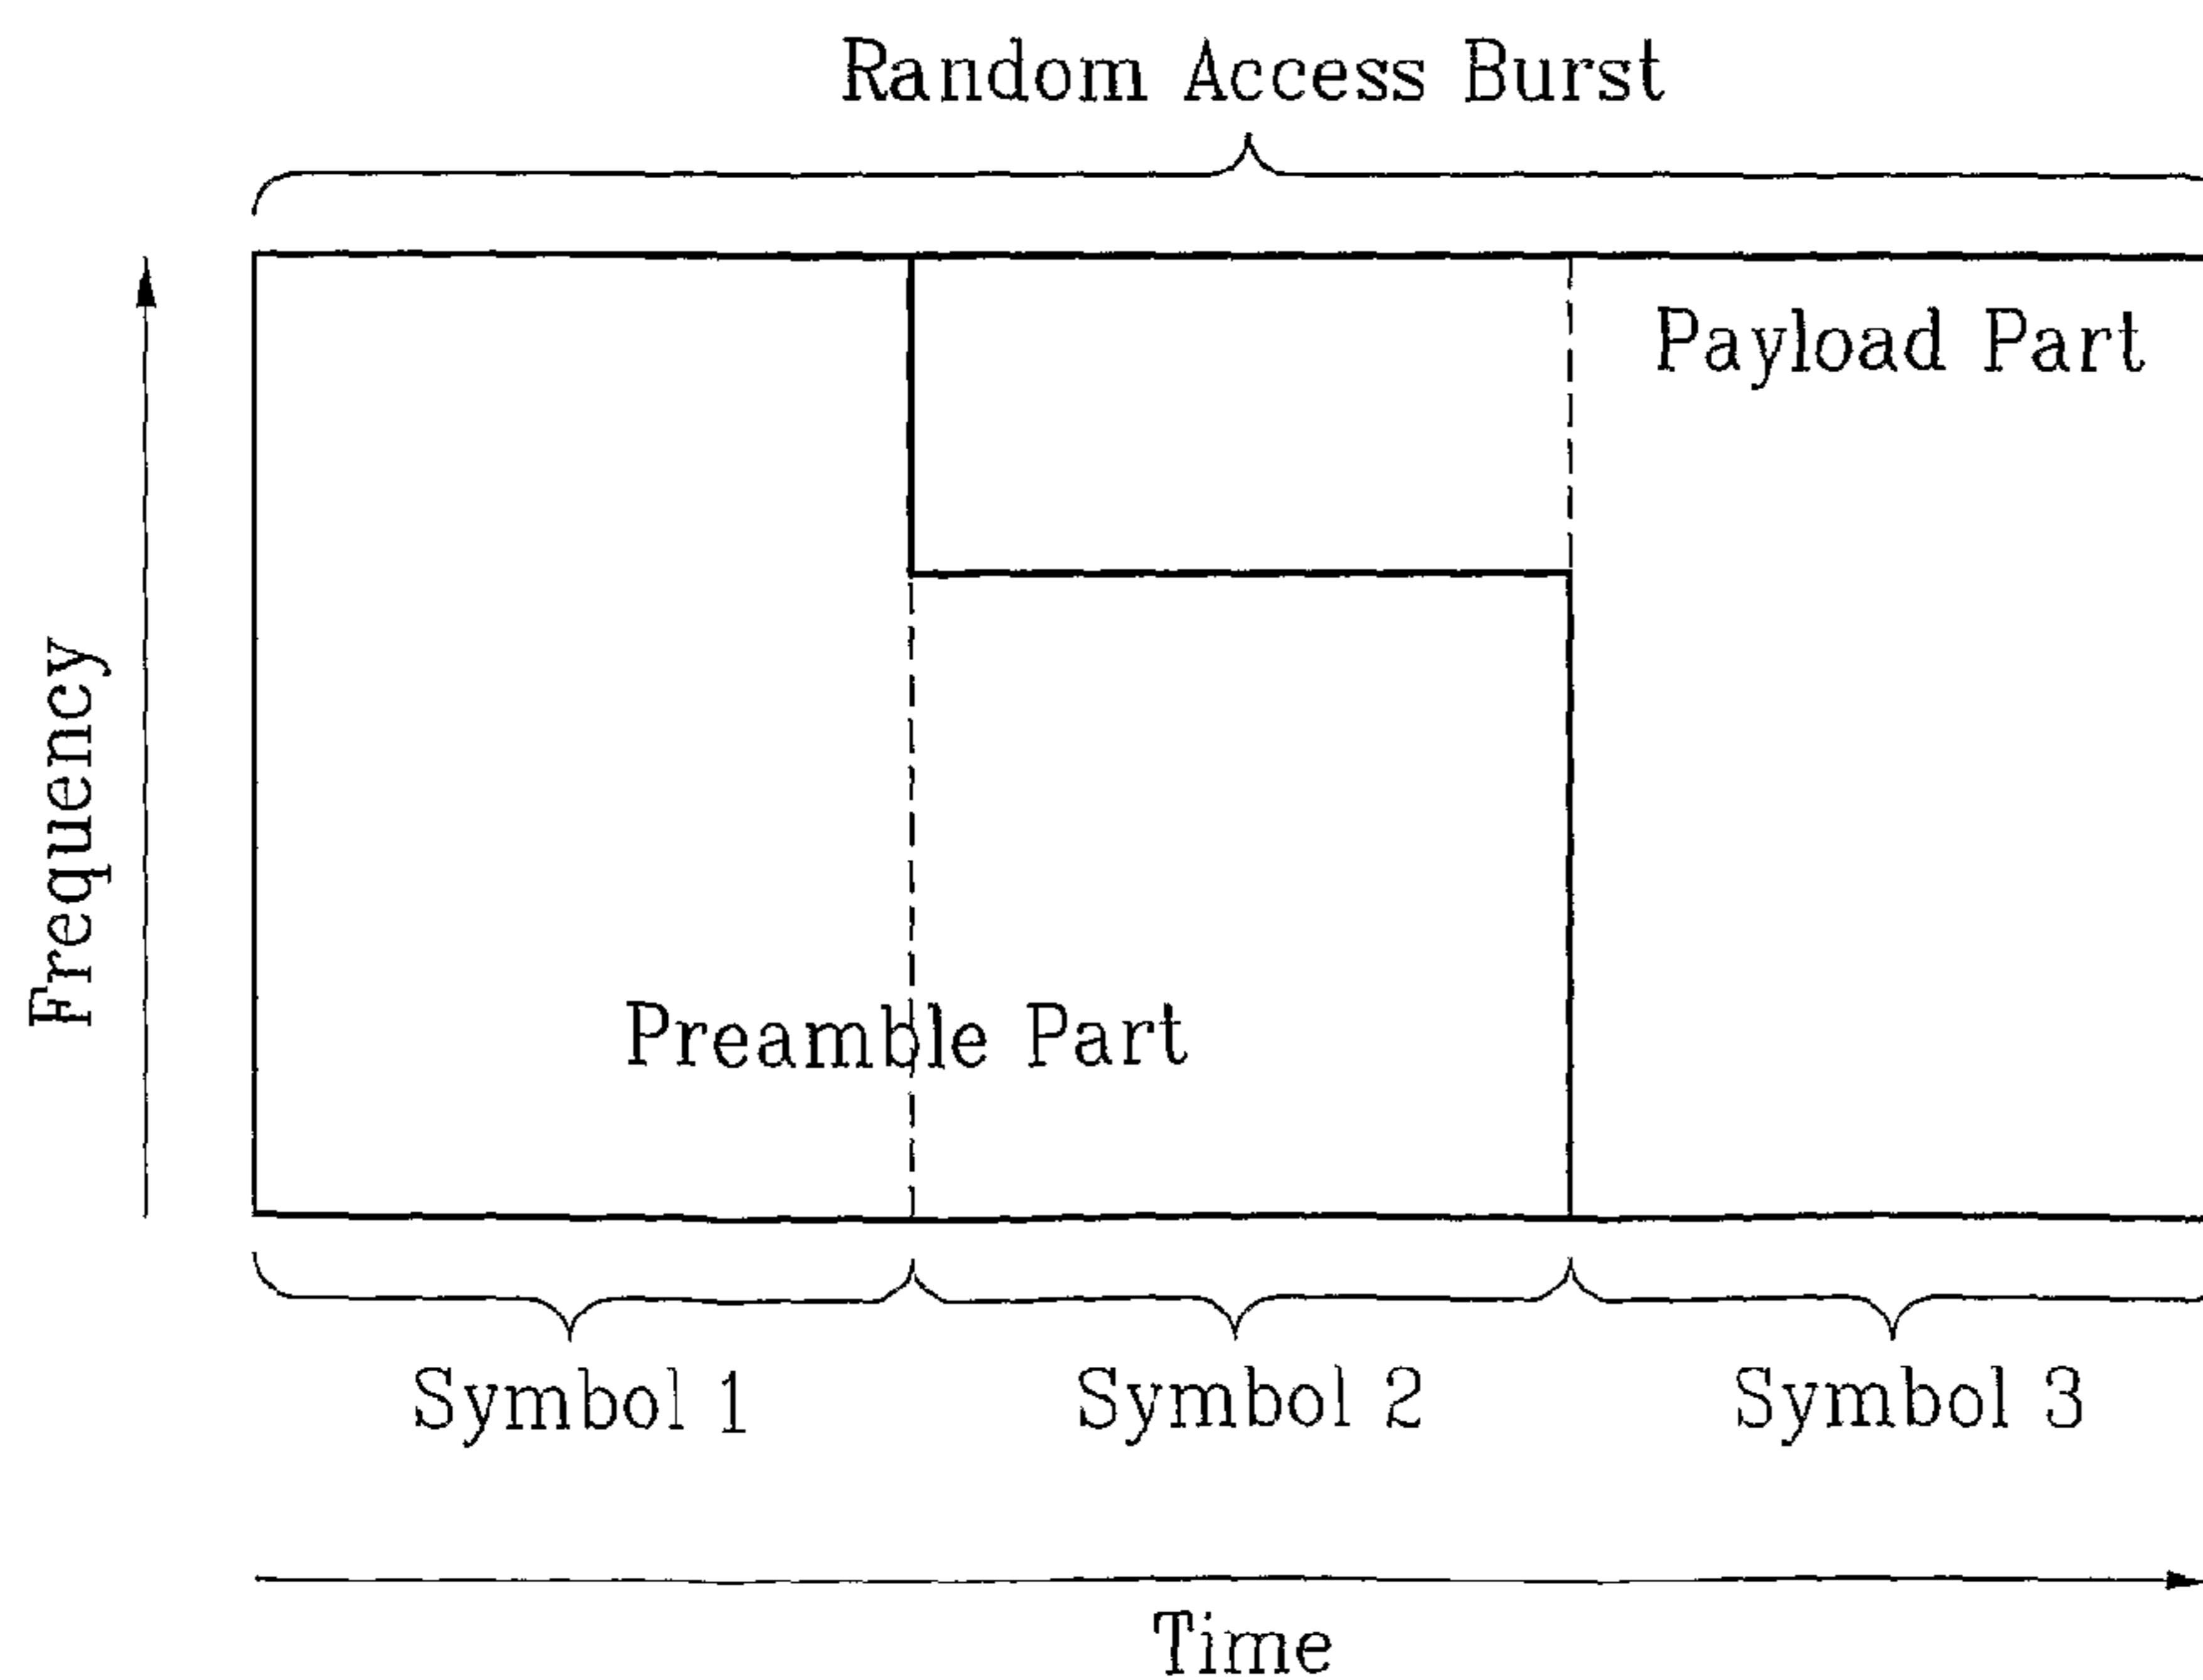 Random Access Burst
Payload Part
Frequency
Preamble Part
Symbol 1
Symbol 2
Symbol 3
Time